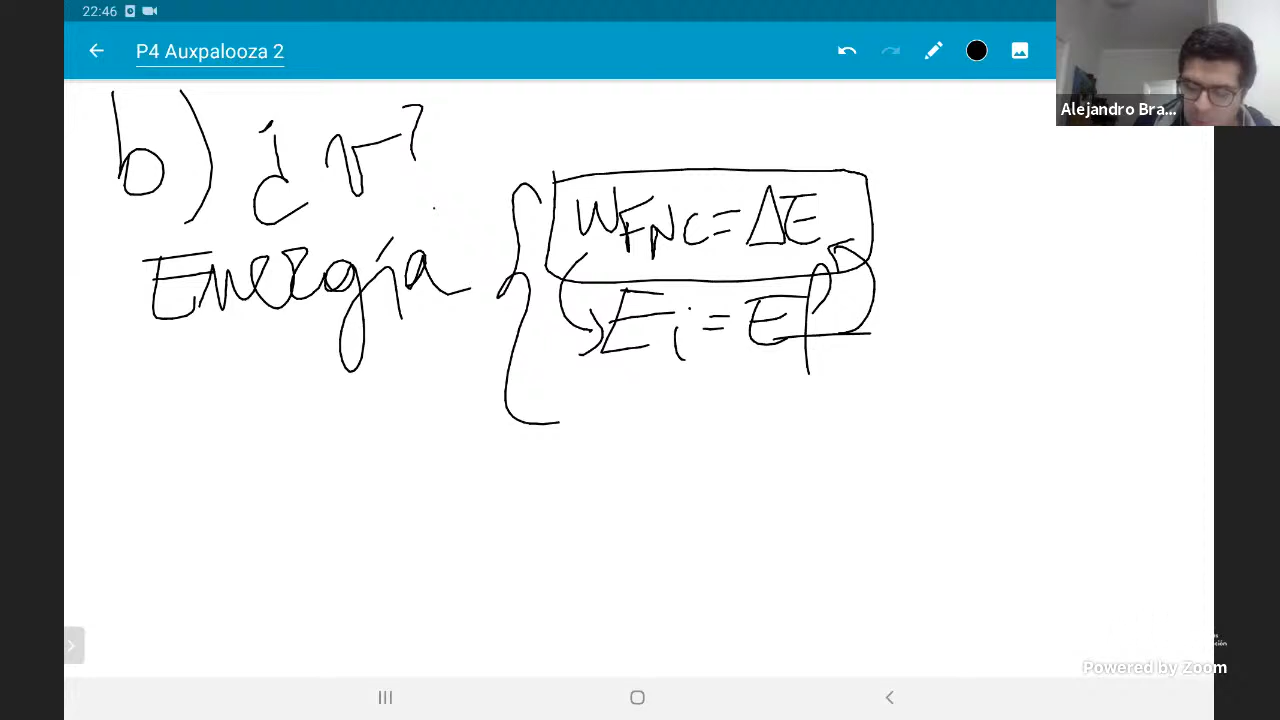 22:46
P4 Auxpalooza 2
Alejandro Bra...
b) ¿v?
Energía
W_FNC = ΔE
E_i = E_f
Powered by Zoom